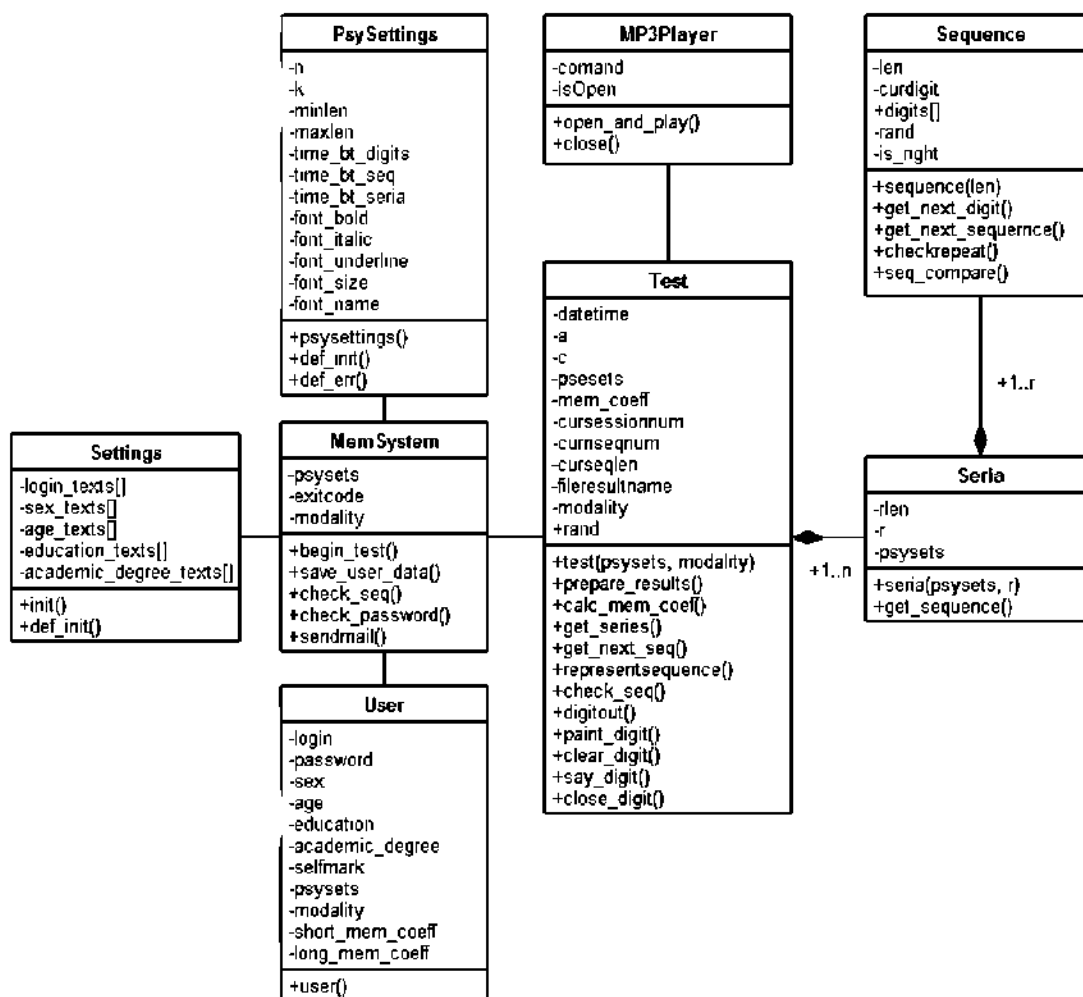 PsySettings
-n
-k
-minlen
-maxlen
-time_bt_digits
-time_bt_seq
-time_bt_seria
-font_bold
-font_italic
-font_underline
-font_size
-font_name
+psysettings()
+def_init()
+def_err()
MP3Player
-comand
-isOpen
+open_and_play()
+close()
Sequence
-len
-curdigit
+digits[]
-rand
-is_right
+sequence(len)
+get_next_digit()
+get_next_sequernce()
+checkrepeat()
+seq_compare()
Settings
-login_texts[]
-sex_texts[]
-age_texts[]
-education_texts[]
-academic_degree_texts[]
+init()
+def_init()
MemSystem
-psysets
-exitcode
-modality
+begin_test()
+save_user_data()
+check_seq()
+check_password()
+sendmail()
Test
-datetime
-a
-c
-psesets
-mem_coeff
-cursessionnum
-curnseqnum
-curseqlen
-fileresultname
-modality
+rand
+test(psysets, modality)
+prepare_results()
+calc_mem_coef()
+get_series()
+get_next_seq()
+representsequence()
+check_seq()
+digitout()
+paint_digit()
+clear_digit()
+say_digit()
+close_digit()
+1..r
+1..n
Seria
-rlen
-r
-psysets
+seria(psysets, r)
+get_sequence()
User
-login
-password
-sex
-age
-education
-academic_degree
-selfmark
-psysets
-modality
-short_mem_coeff
-long_mem_coeff
+user()